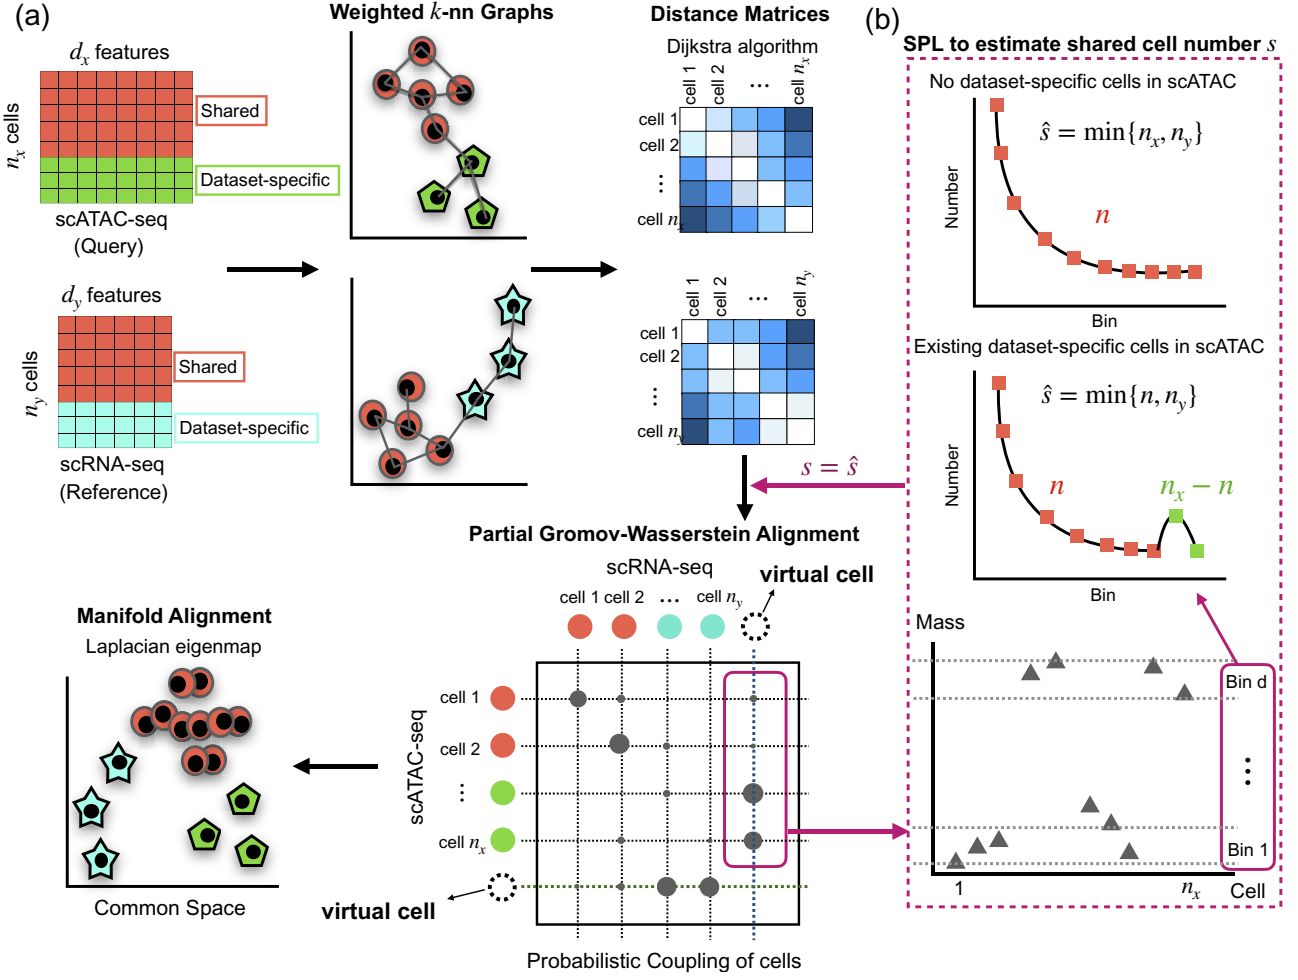 (a)
Weighted k-nn Graphs
Distance Matrices
(b)
SPL to estimate shared cell number s
d_x features
Shared
Dataset-specific
n_x cells
scATAC-seq
(Query)
d_y features
Shared
Dataset-specific
n_y cells
scRNA-seq
(Reference)
Dijkstra algorithm
cell 1
cell 2
...
cell n_x
cell 1
cell 2
⋮
cell n_x
cell 1
cell 2
...
cell n_y
cell 1
cell 2
⋮
cell n_y
No dataset-specific cells in scATAC
ŝ = min{n_x, n_y}
n
Number
Bin
Existing dataset-specific cells in scATAC
ŝ = min{n, n_y}
n
n_x − n
Number
Bin
s = ŝ
Partial Gromov-Wasserstein Alignment
scRNA-seq
virtual cell
cell 1
cell 2
...
cell n_y
scATAC-seq
cell 1
cell 2
⋮
cell n_x
virtual cell
Probabilistic Coupling of cells
Manifold Alignment
Laplacian eigenmap
Common Space
Mass
Bin d
⋮
Bin 1
1
n_x
Cell